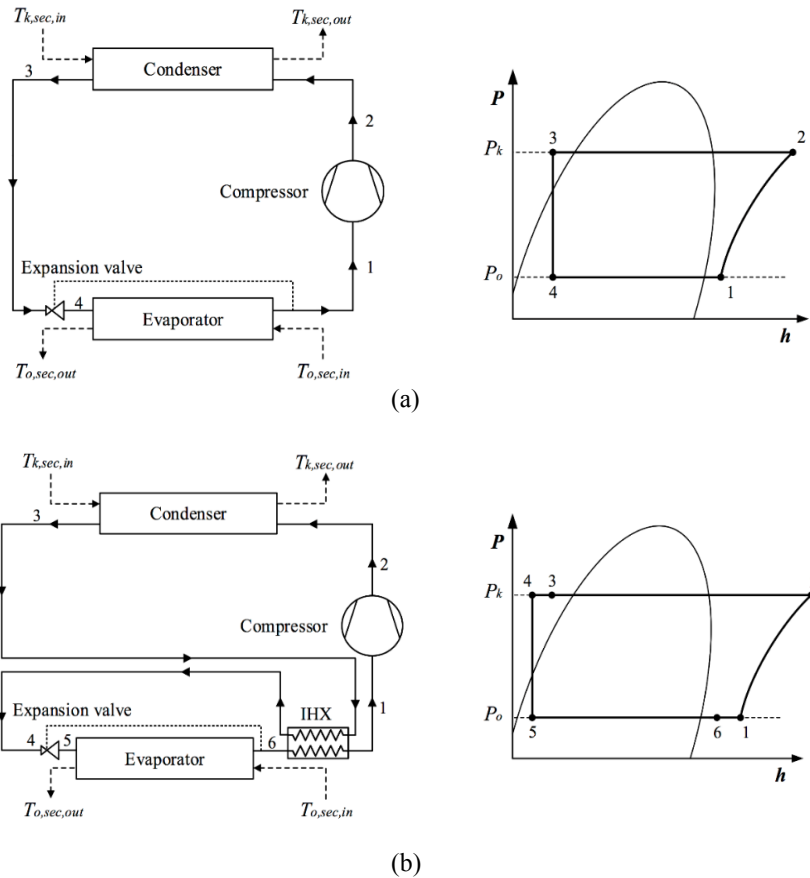 Tk,sec,in
Tk,sec,out
Condenser
3
2
Compressor
1
Expansion valve
4
Evaporator
To,sec,out
To,sec,in
P
Pk
3
2
Po
4
1
h
(a)
Tk,sec,in
Tk,sec,out
Condenser
3
2
Compressor
1
IHX
Expansion valve
4
5
6
Evaporator
To,sec,out
To,sec,in
P
Pk
4
3
Po
5
6
1
h
(b)